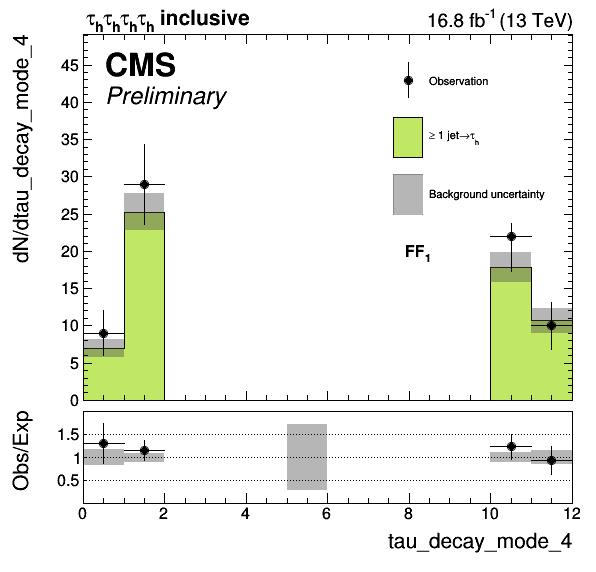 τhτhτhτh inclusive
16.8 fb-1 (13 TeV)
dN/dtau_decay_mode_4
CMS
Preliminary
Observation
≥ 1 jet→τh
Background uncertainty
FF1
45
40
35
30
25
20
15
10
5
0
Obs/Exp
1.5
1
0.5
0 2 4 6 8 10 12
tau_decay_mode_4